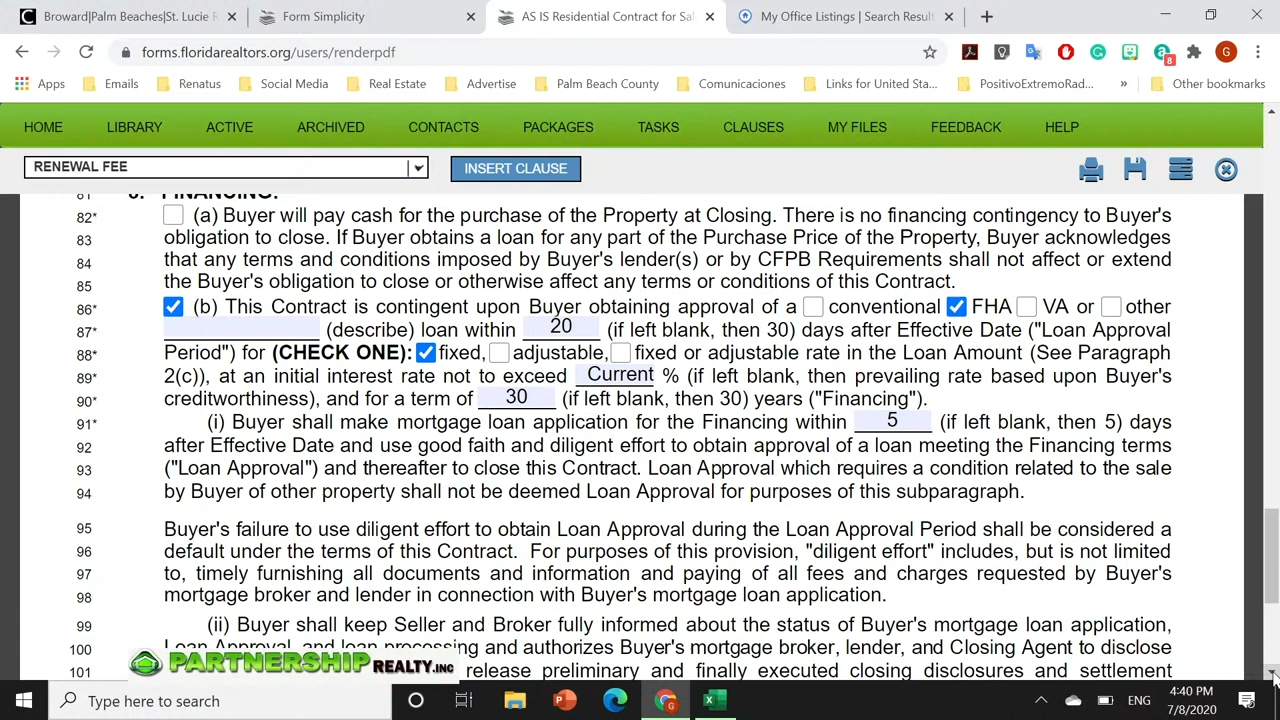 Broward|Palm Beaches|St. Lucie R
Form Simplicity
AS IS Residential Contract for Sal
My Office Listings | Search Result
forms.floridarealtors.org/users/renderpdf
8
G
Apps
Emails
Renatus
Social Media
Real Estate
Advertise
Palm Beach County
Comunicaciones
Links for United Sta...
PositivoExtremoRad...
»
Other bookmarks
HOME
LIBRARY
ACTIVE
ARCHIVED
CONTACTS
PACKAGES
TASKS
CLAUSES
MY FILES
FEEDBACK
HELP
RENEWAL FEE
INSERT CLAUSE
81 8. FINANCING:
82* (a) Buyer will pay cash for the purchase of the Property at Closing. There is no financing contingency to Buyer's
83 obligation to close. If Buyer obtains a loan for any part of the Purchase Price of the Property, Buyer acknowledges
84 that any terms and conditions imposed by Buyer's lender(s) or by CFPB Requirements shall not affect or extend
85 the Buyer's obligation to close or otherwise affect any terms or conditions of this Contract.
86* (b) This Contract is contingent upon Buyer obtaining approval of a conventional FHA VA or other
87* (describe) loan within 20 (if left blank, then 30) days after Effective Date ("Loan Approval
88* Period") for (CHECK ONE): fixed, adjustable, fixed or adjustable rate in the Loan Amount (See Paragraph
89* 2(c)), at an initial interest rate not to exceed Current % (if left blank, then prevailing rate based upon Buyer's
90* creditworthiness), and for a term of 30 (if left blank, then 30) years ("Financing").
91* (i) Buyer shall make mortgage loan application for the Financing within 5 (if left blank, then 5) days
92 after Effective Date and use good faith and diligent effort to obtain approval of a loan meeting the Financing terms
93 ("Loan Approval") and thereafter to close this Contract. Loan Approval which requires a condition related to the sale
94 by Buyer of other property shall not be deemed Loan Approval for purposes of this subparagraph.
95 Buyer's failure to use diligent effort to obtain Loan Approval during the Loan Approval Period shall be considered a
96 default under the terms of this Contract. For purposes of this provision, "diligent effort" includes, but is not limited
97 to, timely furnishing all documents and information and paying of all fees and charges requested by Buyer's
98 mortgage broker and lender in connection with Buyer's mortgage loan application.
99 (ii) Buyer shall keep Seller and Broker fully informed about the status of Buyer's mortgage loan application,
100 Loan Approval, and loan processing and authorizes Buyer's mortgage broker, lender, and Closing Agent to disclose
101 release preliminary and finally executed closing disclosures and settlement
PARTNERSHIP REALTY.INC
Type here to search
ENG
4:40 PM
7/8/2020